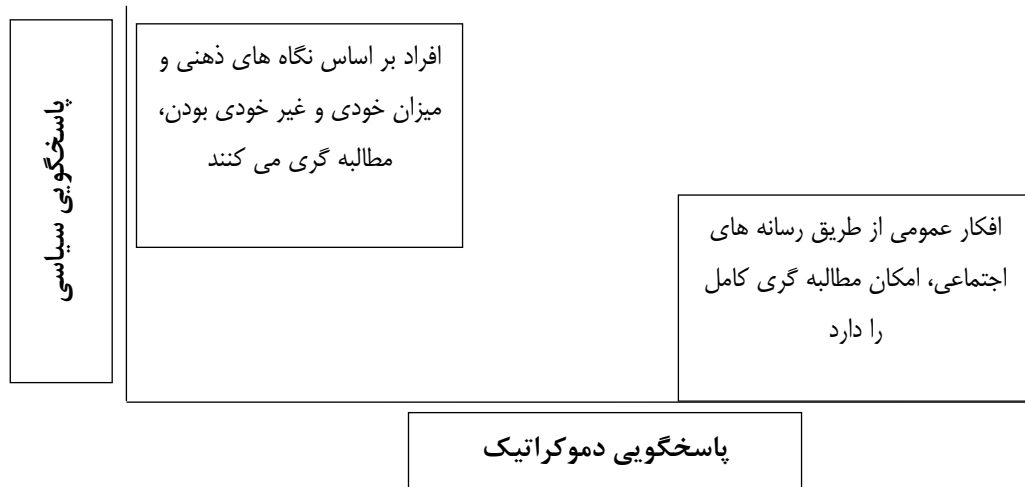 پاسخگویی سیاسی
افراد بر اساس نگاه های ذهنی و
میزان خودی و غیر خودی بودن،
مطالبه گری می کنند
افکار عمومی از طریق رسانه های
اجتماعی، امکان مطالبه گری کامل
را دارد
پاسخگویی دموکراتیک